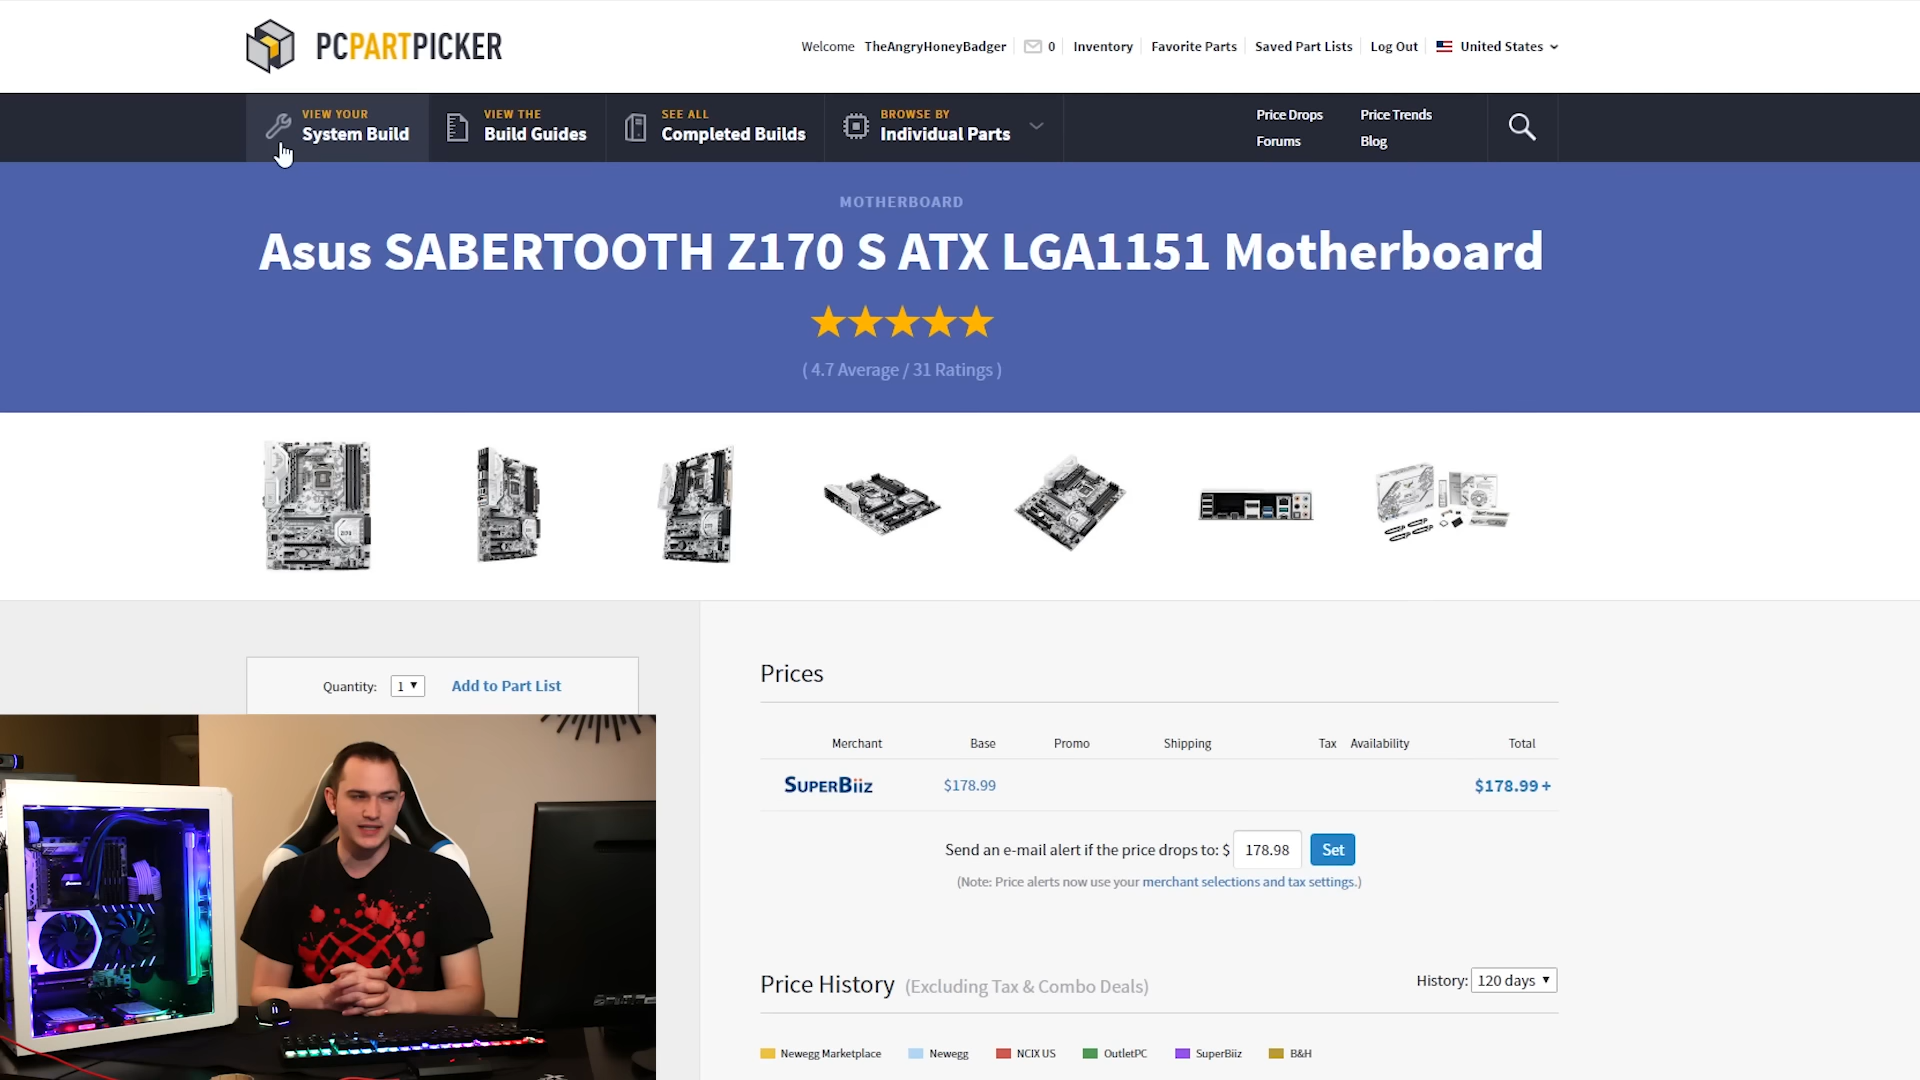 PCPARTPICKER
Welcome TheAngryHoneyBadger 0 Inventory Favorite Parts Saved Part Lists Log Out United States
VIEW YOUR
System Build
VIEW THE
Build Guides
SEE ALL
Completed Builds
BROWSE BY
Individual Parts
Price Drops Price Trends
Forums Blog
MOTHERBOARD
Asus SABERTOOTH Z170 S ATX LGA1151 Motherboard
( 4.7 Average / 31 Ratings )
Quantity: 1 Add to Part List
Prices
Merchant Base Promo Shipping Tax Availability Total
SUPERBiiz $178.99 $178.99 +
Send an e-mail alert if the price drops to: $ 178.98 Set
(Note: Price alerts now use your merchant selections and tax settings.)
Price History (Excluding Tax & Combo Deals) History: 120 days
Newegg Marketplace Newegg NCIX US OutletPC SuperBiiz B&H